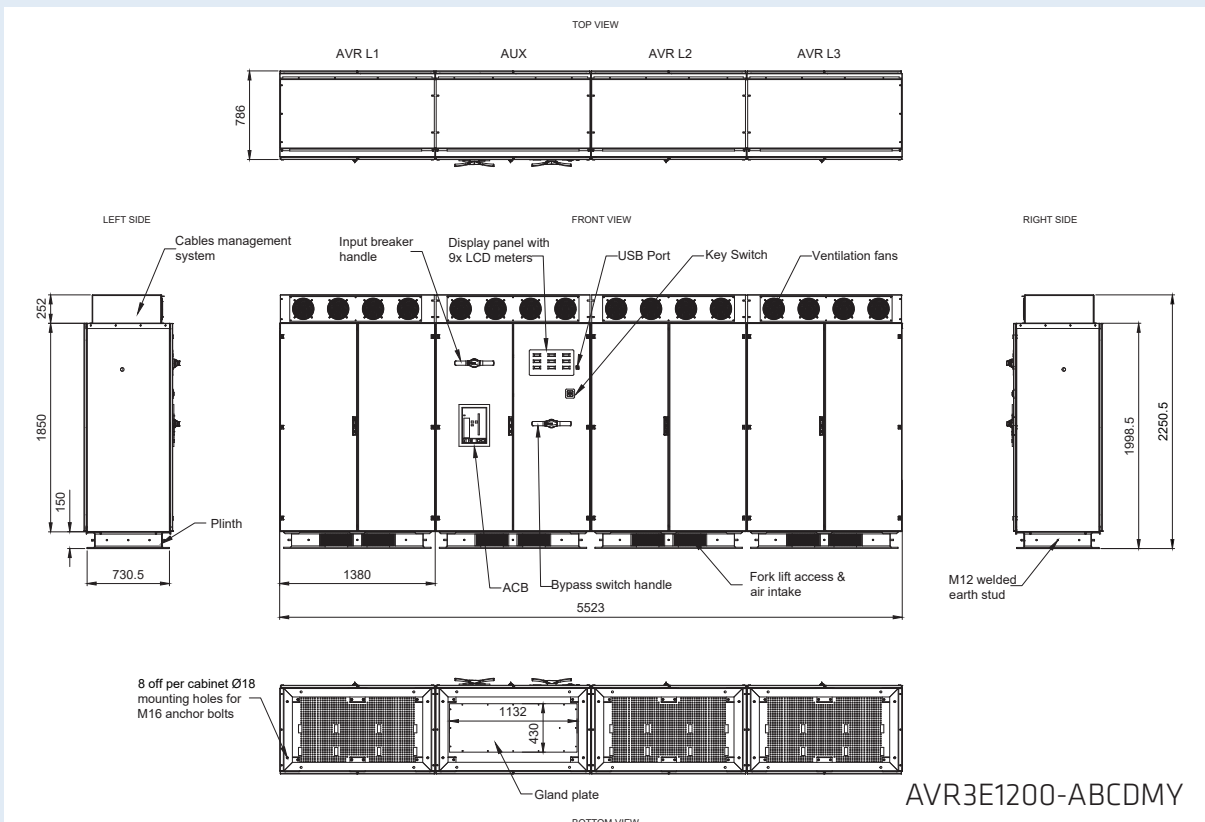 TOP VIEW
AVR L1
AUX
AVR L2
AVR L3
786
LEFT SIDE
FRONT VIEW
RIGHT SIDE
Cables management
system
Input breaker
handle
Display panel with
9x LCD meters
USB Port
Key Switch
Ventilation fans
252
1850
150
Plinth
730.5
1380
ACB
Bypass switch handle
Fork lift access &
air intake
5523
1998.5
2250.5
M12 welded
earth stud
8 off per cabinet Ø18
mounting holes for
M16 anchor bolts
1132
430
Gland plate
AVR3E1200-ABCDMY
BOTTOM VIEW